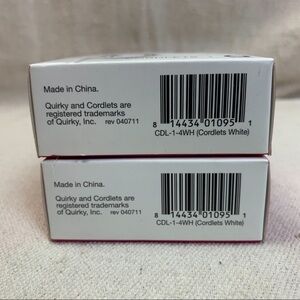 Made in China.
Quirky and Cordlets are
registered trademarks
of Quirky, Inc. rev 040711
8 14434 01095 1
CDL-1-4WH (Cordlets White)
Made in China.
Quirky and Cordlets are
registered trademarks
of Quirky, Inc. rev 040711
8 14434 01095 1
CDL-1-4WH (Cordlets White)